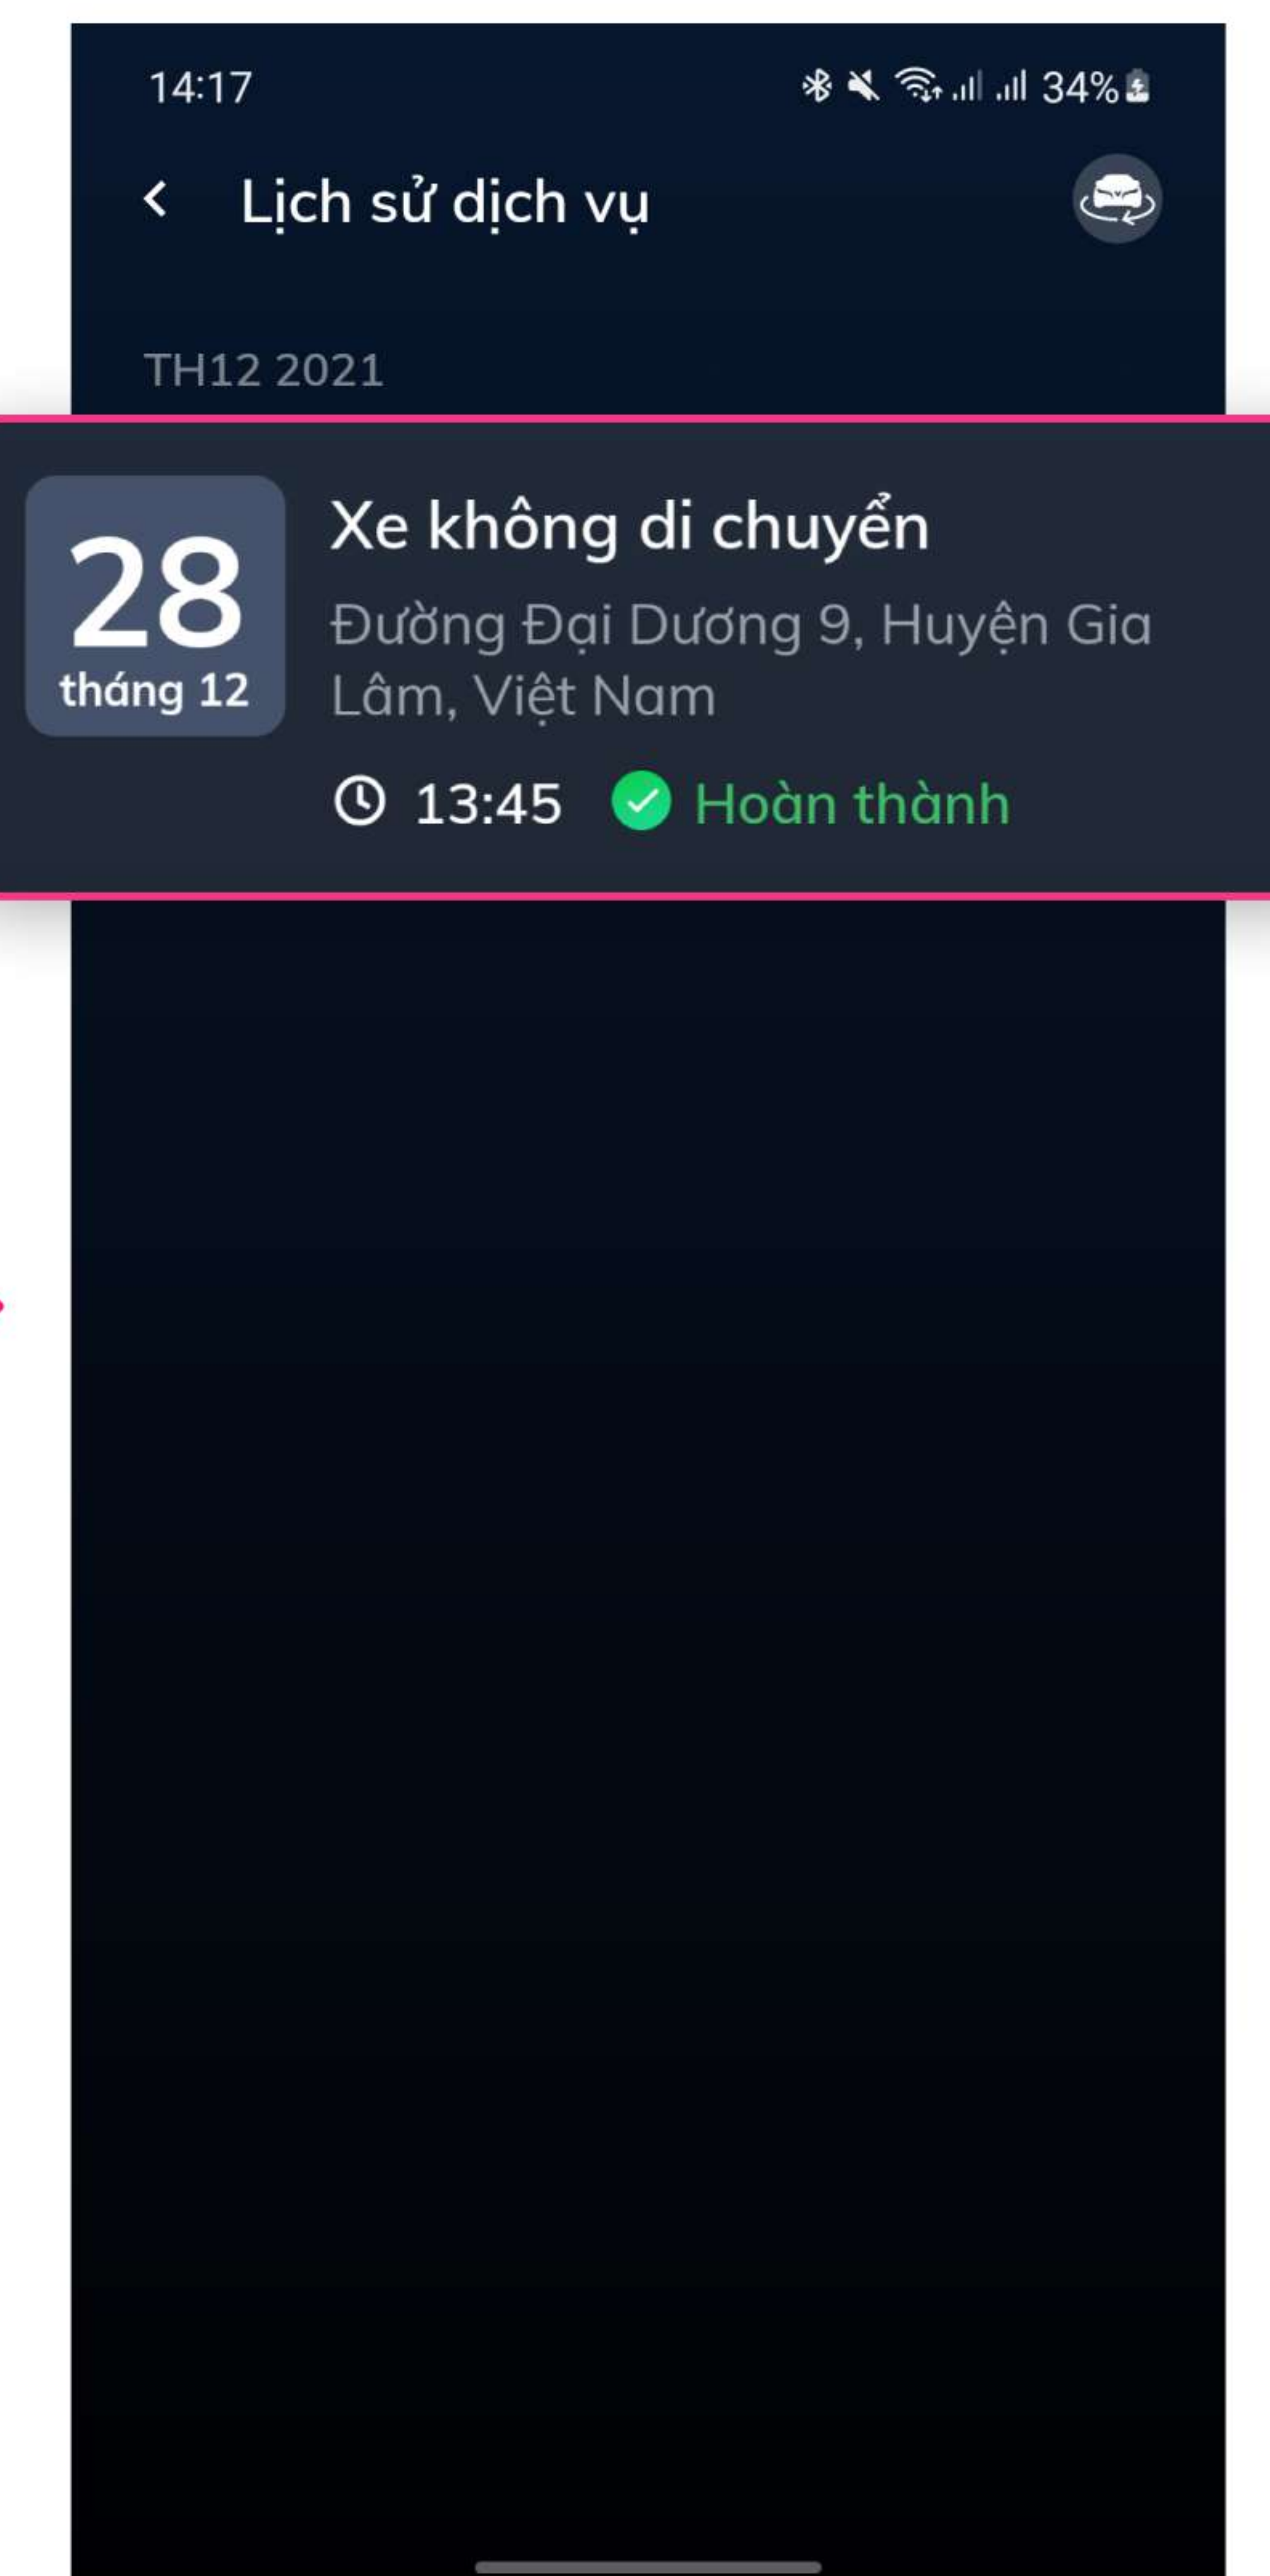 14:17 34%
Lịch sử dịch vụ
TH12 2021
28
tháng 12
Xe không di chuyển
Đường Đại Dương 9, Huyện Gia
Lâm, Việt Nam
13:45 Hoàn thành